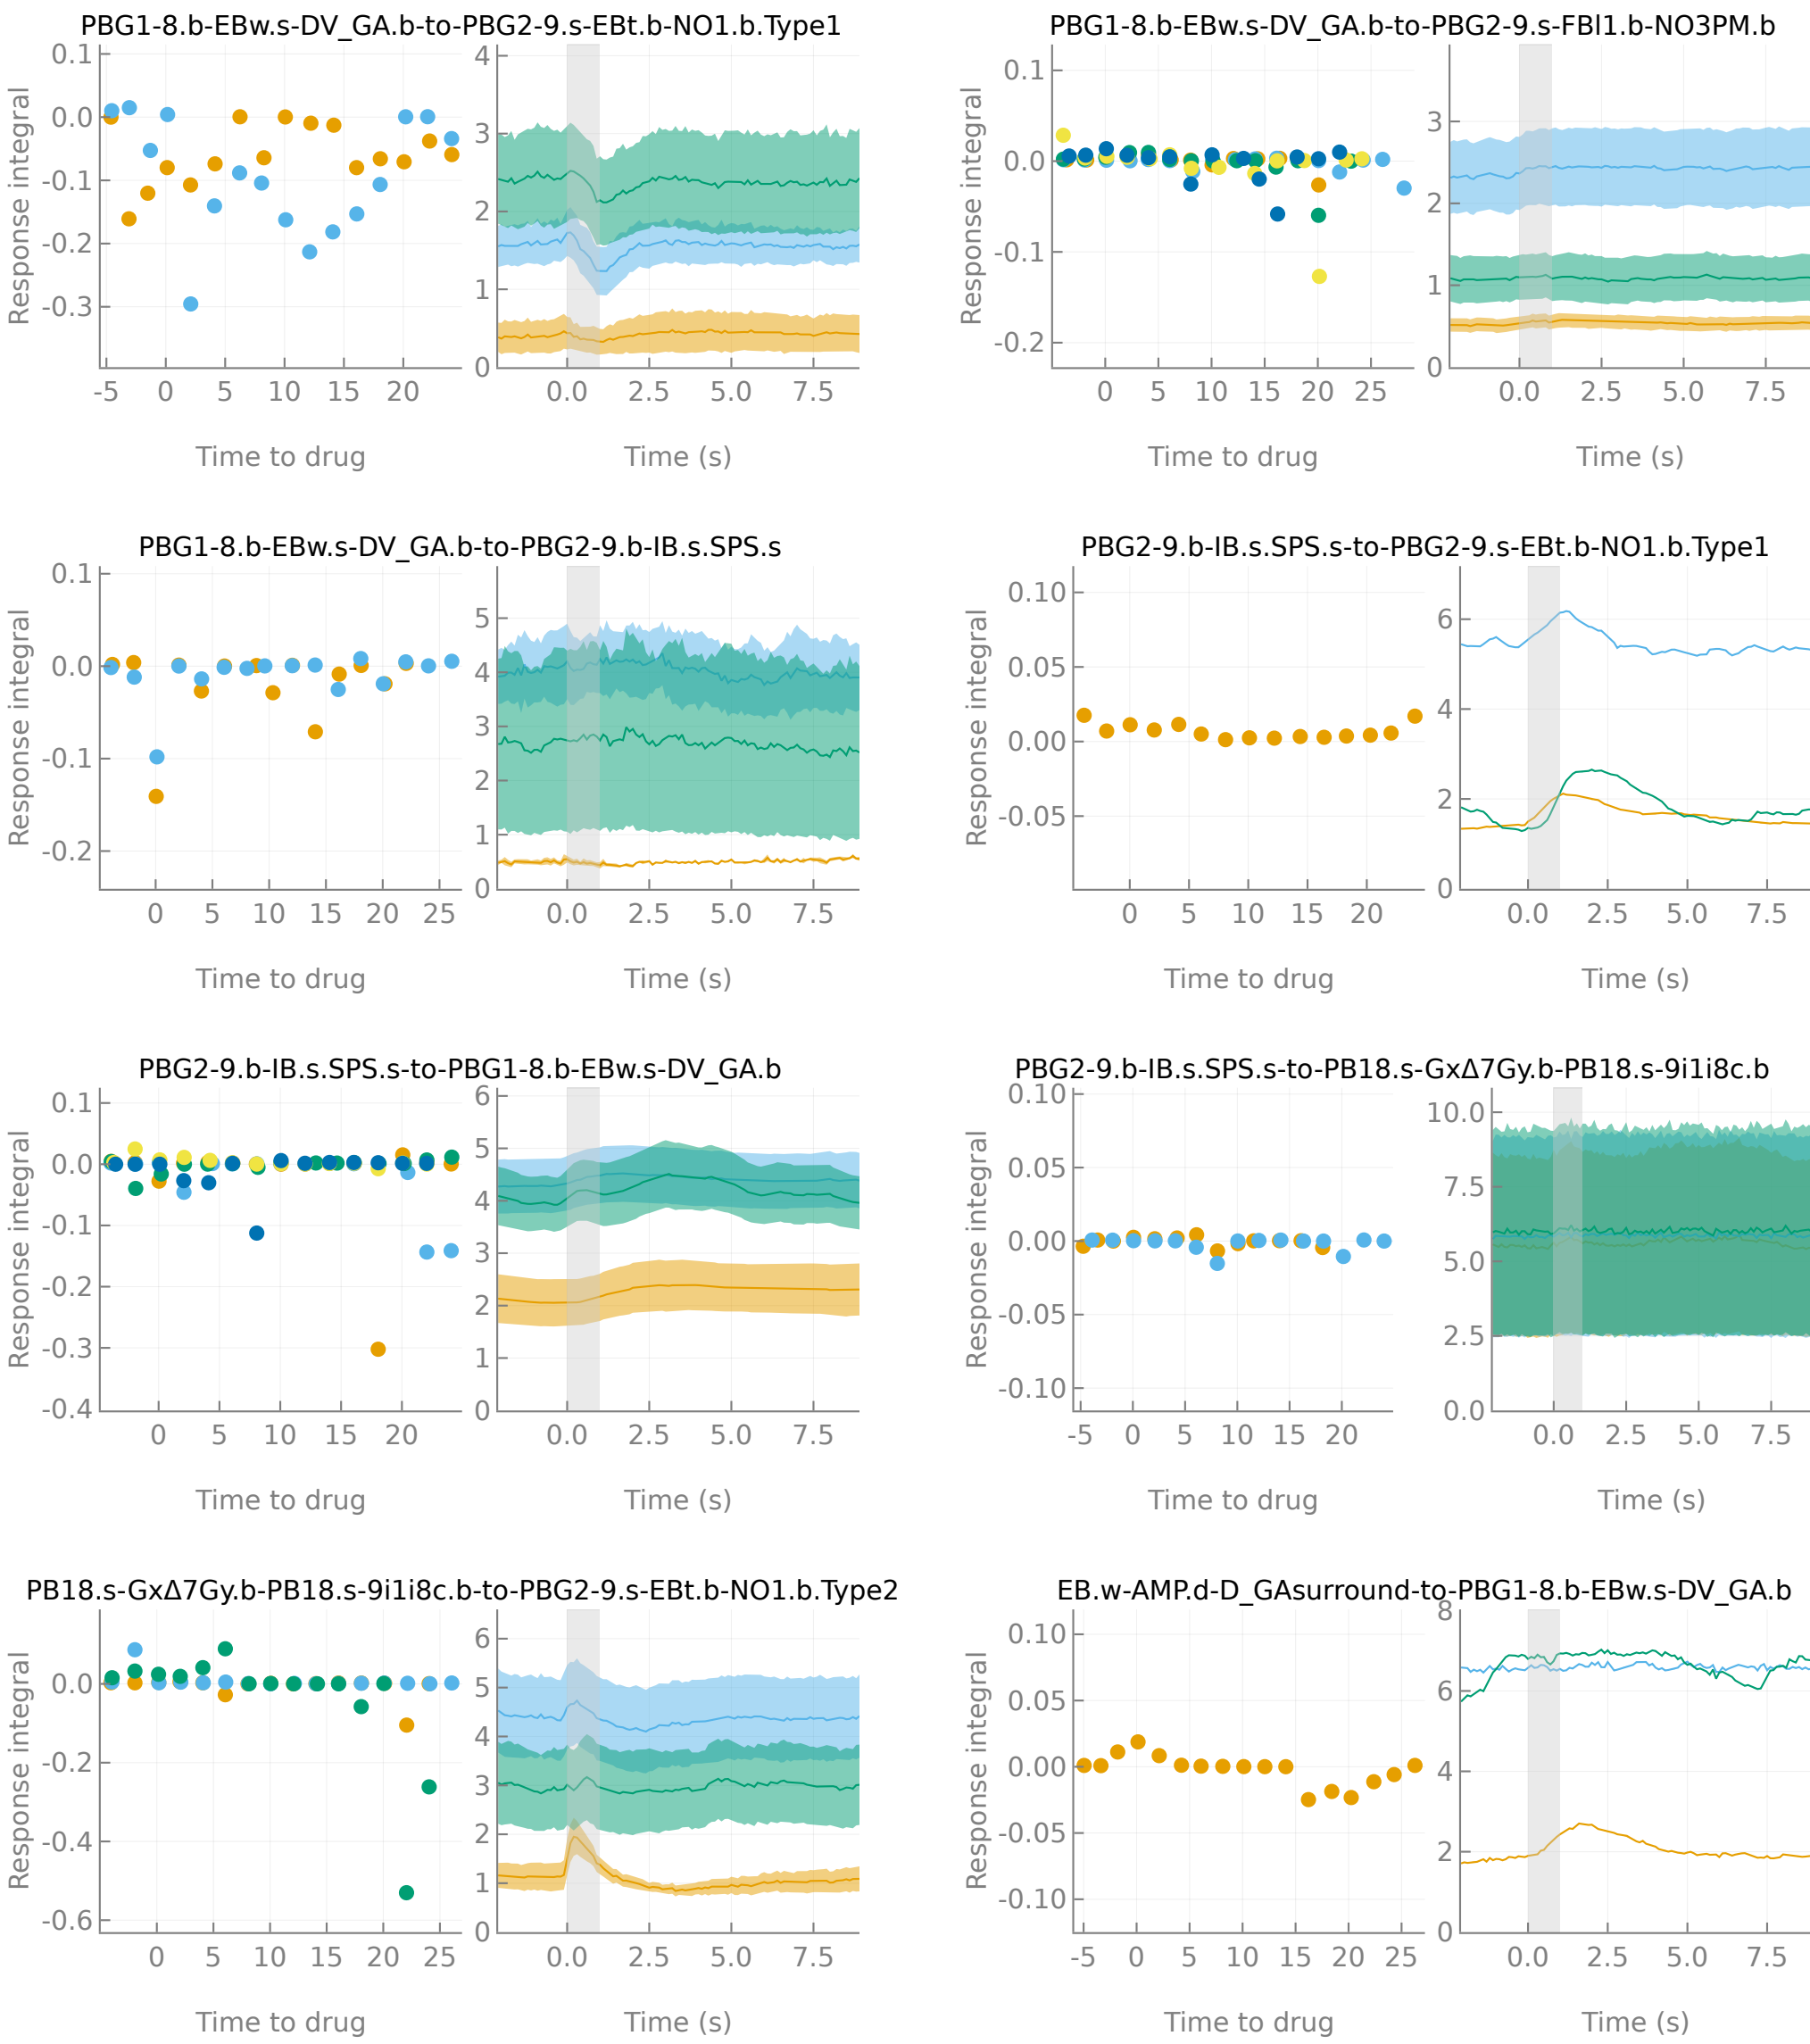 PBG1-8.b-EBw.s-DV_GA.b-to-PBG2-9.s-EBt.b-NO1.b.Type1
0.1
0.0
-0.1
-0.2
-0.3
Response integral
-5 0 5 10 15 20
Time to drug
4
3
2
1
0
0.0 2.5 5.0 7.5
Time (s)
PBG1-8.b-EBw.s-DV_GA.b-to-PBG2-9.s-FBl1.b-NO3PM.b
0.1
0.0
-0.1
-0.2
Response integral
0 5 10 15 20 25
Time to drug
3
2
1
0
0.0 2.5 5.0 7.5
Time (s)
PBG1-8.b-EBw.s-DV_GA.b-to-PBG2-9.b-IB.s.SPS.s
0.1
0.0
-0.1
-0.2
Response integral
0 5 10 15 20 25
Time to drug
5
4
3
2
1
0
0.0 2.5 5.0 7.5
Time (s)
PBG2-9.b-IB.s.SPS.s-to-PBG2-9.s-EBt.b-NO1.b.Type1
0.10
0.05
0.00
-0.05
Response integral
0 5 10 15 20
Time to drug
6
4
2
0
0.0 2.5 5.0 7.5
Time (s)
PBG2-9.b-IB.s.SPS.s-to-PBG1-8.b-EBw.s-DV_GA.b
0.1
0.0
-0.1
-0.2
-0.3
-0.4
Response integral
0 5 10 15 20
Time to drug
6
5
4
3
2
1
0
0.0 2.5 5.0 7.5
Time (s)
PBG2-9.b-IB.s.SPS.s-to-PB18.s-GxΔ7Gy.b-PB18.s-9i1i8c.b
0.10
0.05
0.00
-0.05
-0.10
Response integral
-5 0 5 10 15 20
Time to drug
10.0
7.5
5.0
2.5
0.0
0.0 2.5 5.0 7.5
Time (s)
PB18.s-GxΔ7Gy.b-PB18.s-9i1i8c.b-to-PBG2-9.s-EBt.b-NO1.b.Type2
0.0
-0.2
-0.4
-0.6
Response integral
0 5 10 15 20 25
Time to drug
6
5
4
3
2
1
0
0.0 2.5 5.0 7.5
Time (s)
EB.w-AMP.d-D_GAsurround-to-PBG1-8.b-EBw.s-DV_GA.b
0.10
0.05
0.00
-0.05
-0.10
Response integral
-5 0 5 10 15 20 25
Time to drug
8
6
4
2
0
0.0 2.5 5.0 7.5
Time (s)